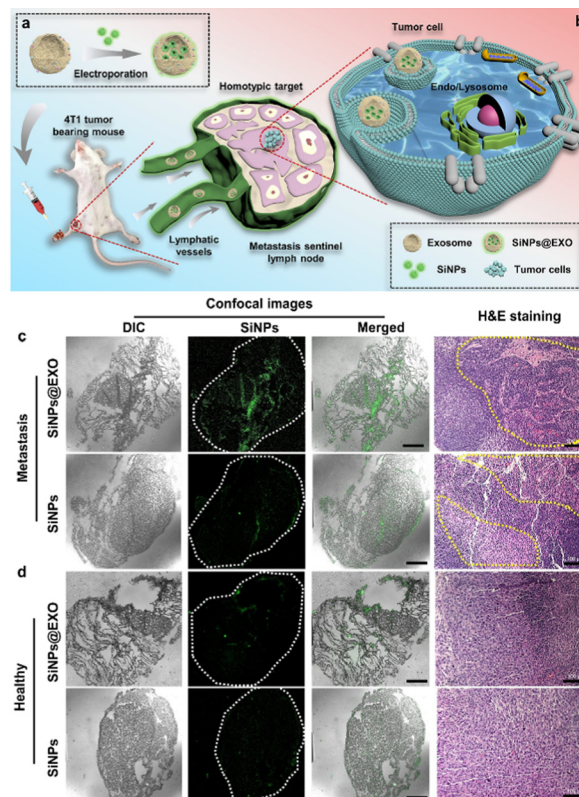 a
b
Electroporation
4T1 tumor
bearing mouse
Homotypic target
Tumor cell
Endo/Lysosome
Lymphatic
vessels
Metastasis sentinel
lymph node
Exosome
SiNPs@EXO
SiNPs
Tumor cells
Confocal images
DIC
SiNPs
Merged
H&E staining
c
Metastasis
SiNPs@EXO
SiNPs
d
Healthy
SiNPs@EXO
SiNPs